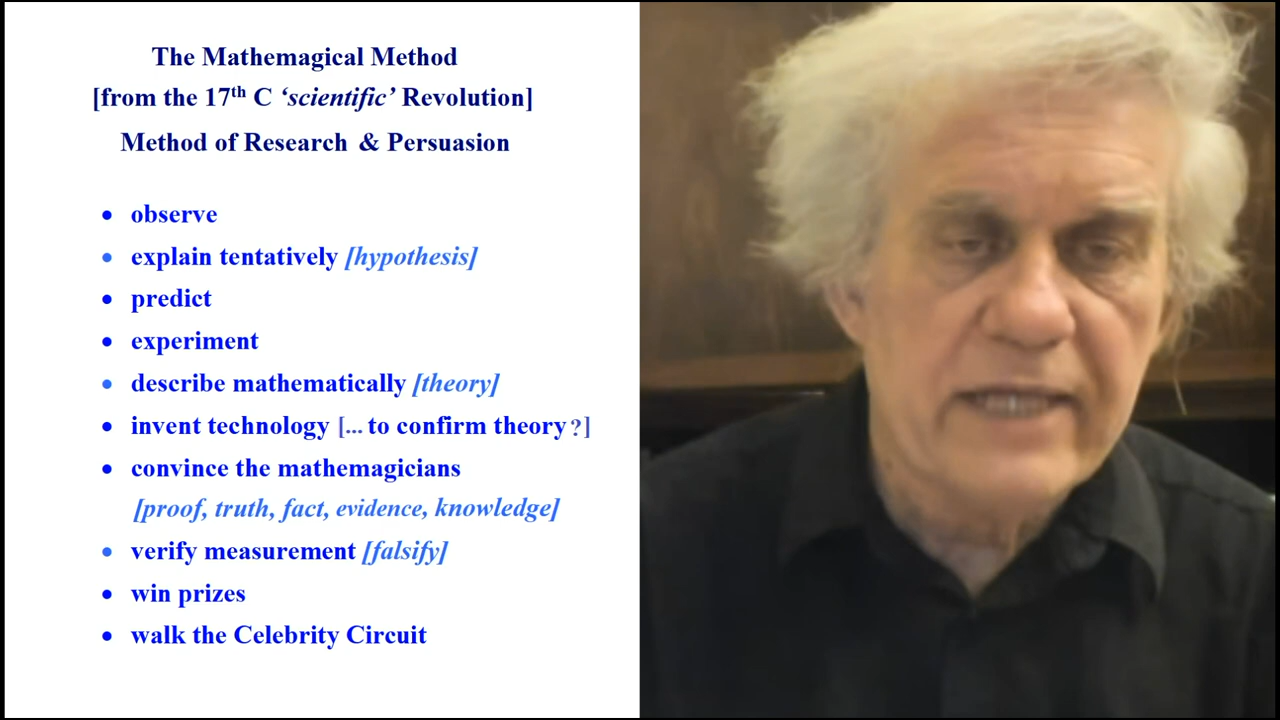 The Mathemagical Method
[from the 17th C ‘scientific’ Revolution]
Method of Research & Persuasion
• observe
• explain tentatively [hypothesis]
• predict
• experiment
• describe mathematically [theory]
• invent technology [... to confirm theory?]
• convince the mathemagicians
[proof, truth, fact, evidence, knowledge]
• verify measurement [falsify]
• win prizes
• walk the Celebrity Circuit